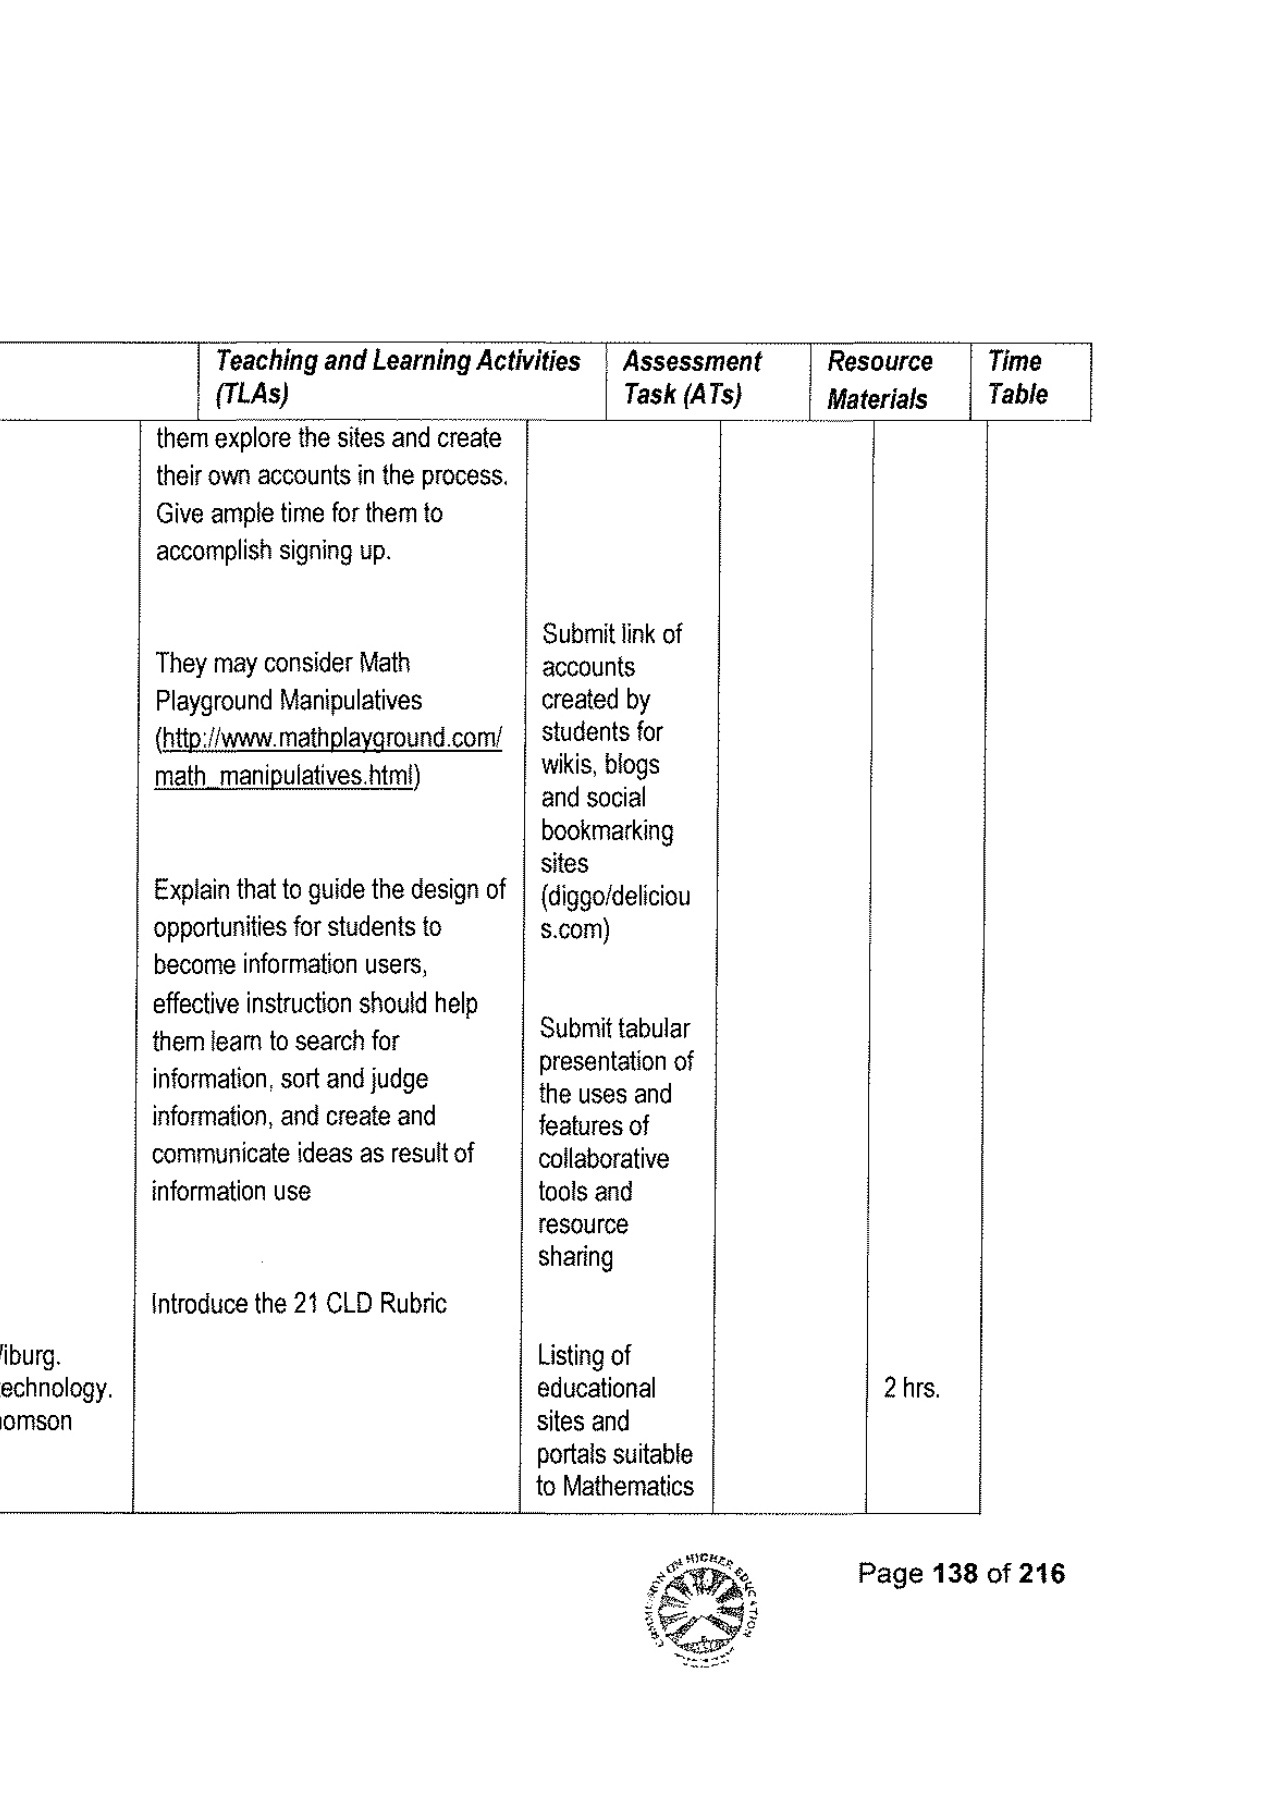 Teaching and Learning Activities
(TLAs)
Assessment
Task (ATs)
Resource
Materials
Time
Table
them explore the sites and create
their own accounts in the process.
Give ample time for them to
accomplish signing up.
They may consider Math
Playground Manipulatives
(http://www.mathplayground.com/
math_manipulatives.html)
Explain that to guide the design of
opportunities for students to
become information users,
effective instruction should help
them learn to search for
information, sort and judge
information, and create and
communicate ideas as result of
information use
Introduce the 21 CLD Rubric
Submit link of
accounts
created by
students for
wikis, blogs
and social
bookmarking
sites
(diggo/deliciou
s.com)
Submit tabular
presentation of
the uses and
features of
collaborative
tools and
resource
sharing
Listing of
educational
sites and
portals suitable
to Mathematics
iburg.
echnology.
omson
2 hrs.
COMMISSION ON HIGHER EDUCATION
Page 138 of 216